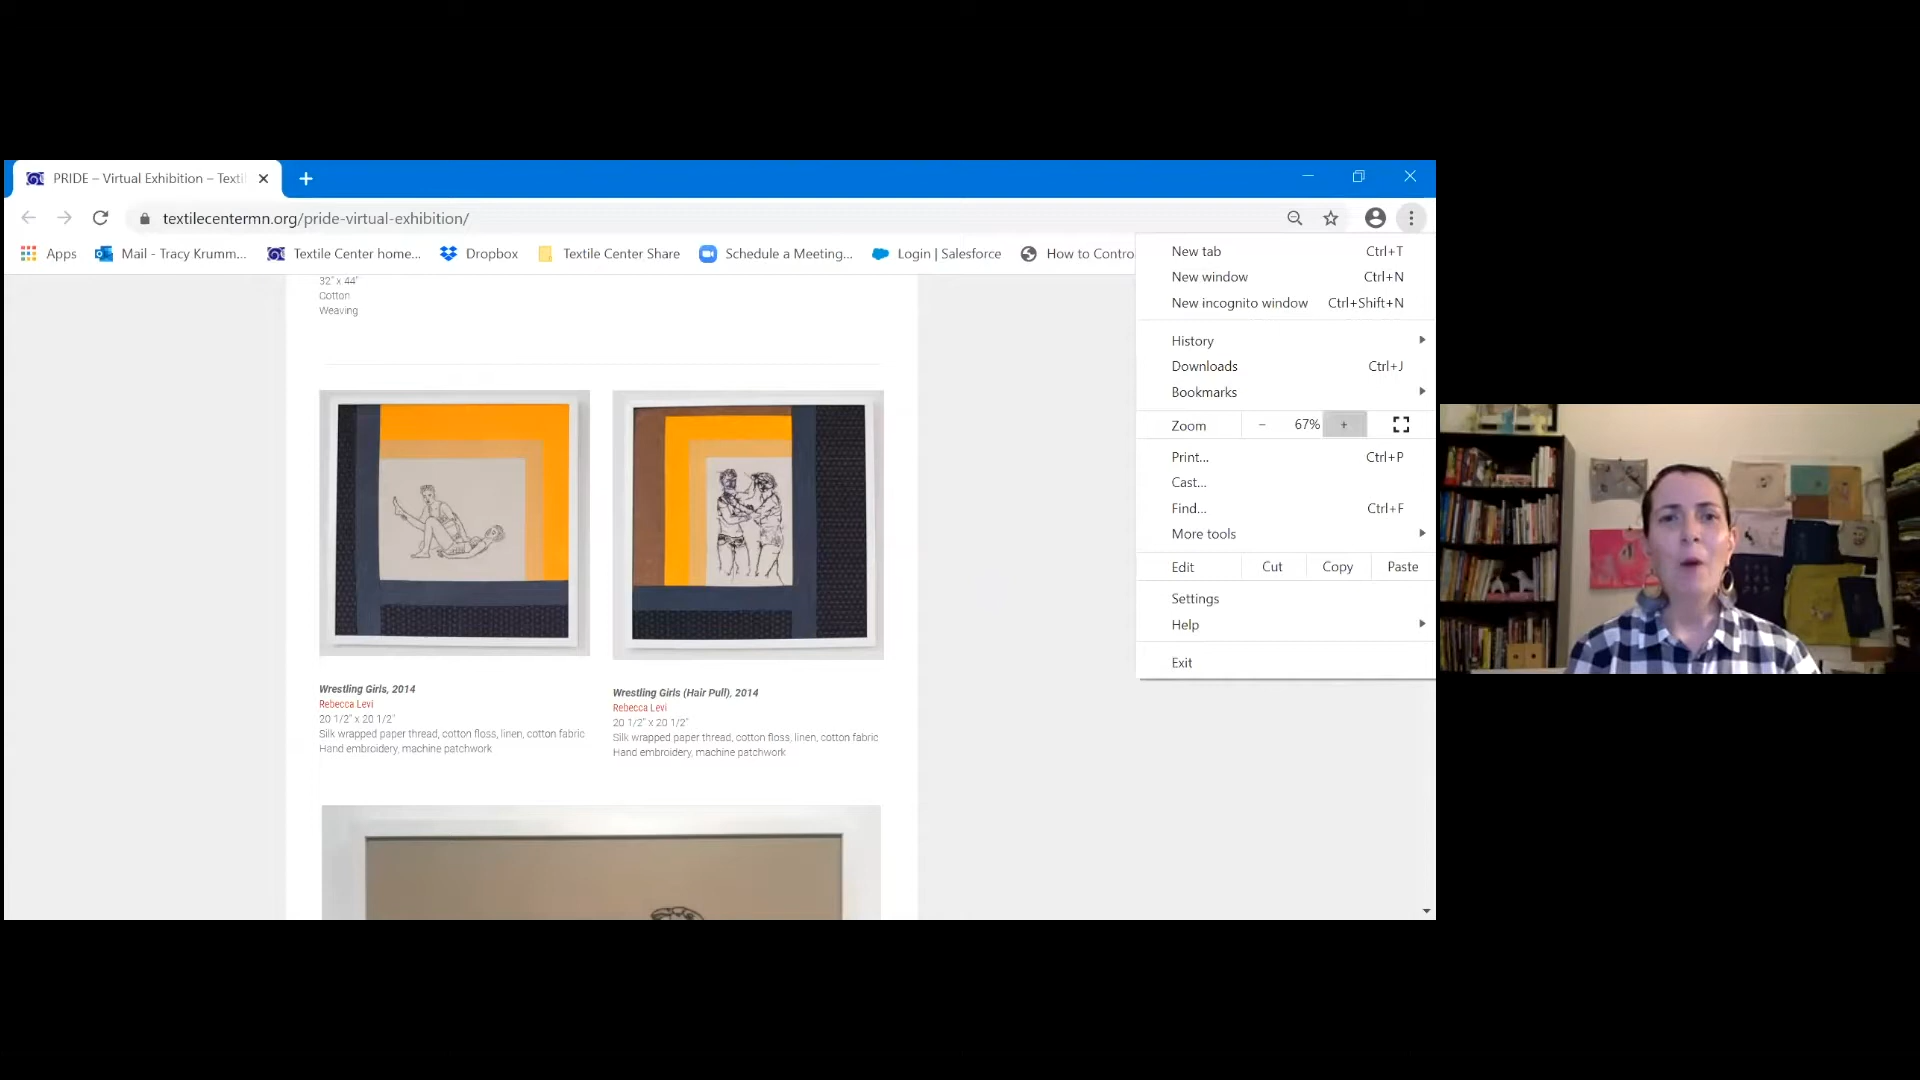 PRIDE – Virtual Exhibition – Texti
textilecentermn.org/pride-virtual-exhibition/
Apps
Mail - Tracy Krumm...
Textile Center home...
Dropbox
Textile Center Share
Schedule a Meeting...
Login | Salesforce
How to Contro
32" x 44"
Cotton
Weaving
Wrestling Girls, 2014
Rebecca Levi
20 1/2" x 20 1/2"
Silk wrapped paper thread, cotton floss, linen, cotton fabric
Hand embroidery, machine patchwork
Wrestling Girls (Hair Pull), 2014
Rebecca Levi
20 1/2" x 20 1/2"
Silk wrapped paper thread, cotton floss, linen, cotton fabric
Hand embroidery, machine patchwork
New tab Ctrl+T
New window Ctrl+N
New incognito window Ctrl+Shift+N
History
Downloads Ctrl+J
Bookmarks
Zoom − 67% +
Print... Ctrl+P
Cast...
Find... Ctrl+F
More tools
Edit Cut Copy Paste
Settings
Help
Exit